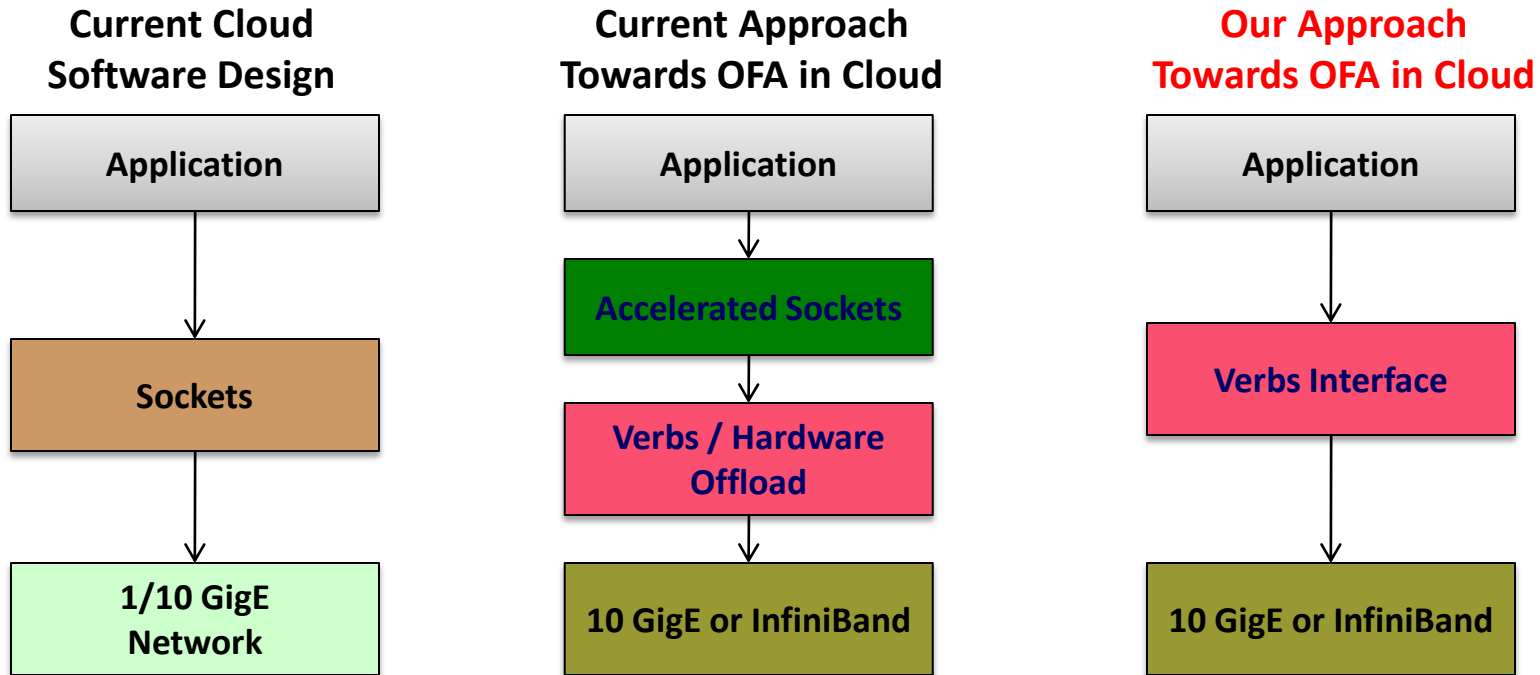 Current Cloud
Software Design
Application
Sockets
1/10 GigE
Network
Current Approach
Towards OFA in Cloud
Application
Accelerated Sockets
Verbs / Hardware
Offload
10 GigE or InfiniBand
Our Approach
Towards OFA in Cloud
Application
Verbs Interface
10 GigE or InfiniBand